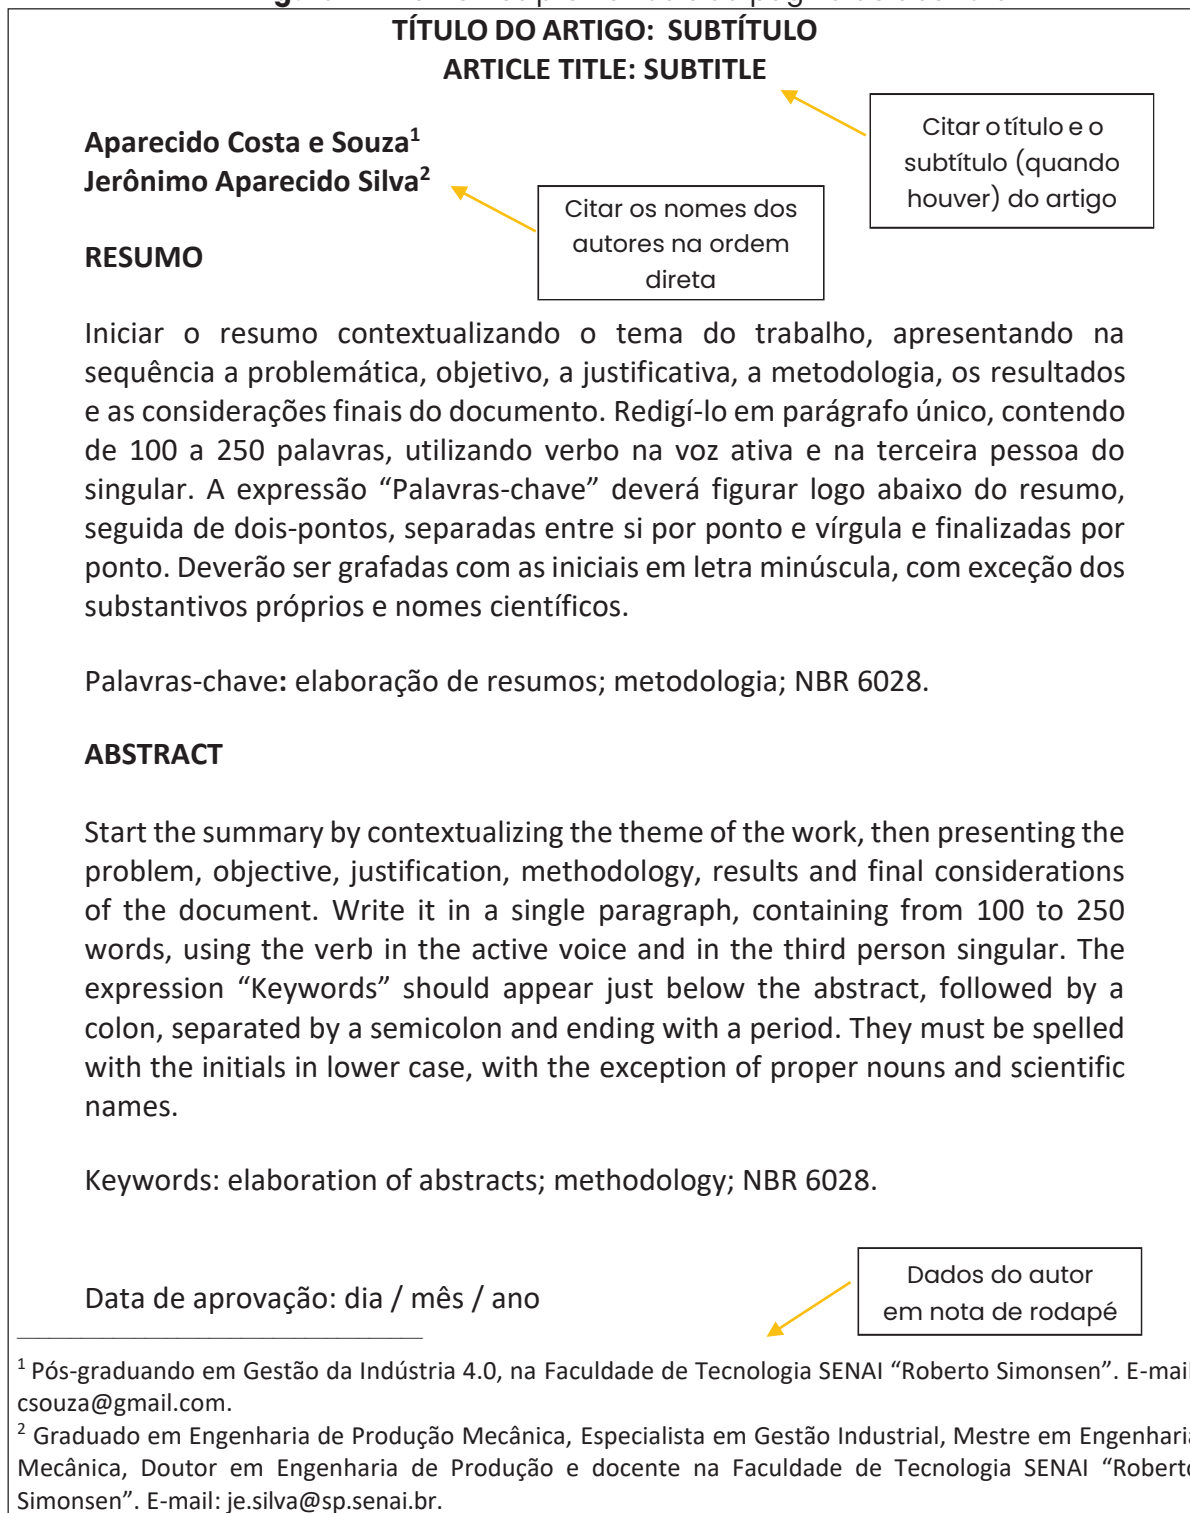 TÍTULO DO ARTIGO: SUBTÍTULO
ARTICLE TITLE: SUBTITLE
Citar o título e o
subtítulo (quando
houver) do artigo
Aparecido Costa e Souza¹
Jerônimo Aparecido Silva²
Citar os nomes dos
autores na ordem
direta
RESUMO
Iniciar o resumo contextualizando o tema do trabalho, apresentando na
sequência a problemática, objetivo, a justificativa, a metodologia, os resultados
e as considerações finais do documento. Redigí-lo em parágrafo único, contendo
de 100 a 250 palavras, utilizando verbo na voz ativa e na terceira pessoa do
singular. A expressão “Palavras-chave” deverá figurar logo abaixo do resumo,
seguida de dois-pontos, separadas entre si por ponto e vírgula e finalizadas por
ponto. Deverão ser grafadas com as iniciais em letra minúscula, com exceção dos
substantivos próprios e nomes científicos.
Palavras-chave: elaboração de resumos; metodologia; NBR 6028.
ABSTRACT
Start the summary by contextualizing the theme of the work, then presenting the
problem, objective, justification, methodology, results and final considerations
of the document. Write it in a single paragraph, containing from 100 to 250
words, using the verb in the active voice and in the third person singular. The
expression “Keywords” should appear just below the abstract, followed by a
colon, separated by a semicolon and ending with a period. They must be spelled
with the initials in lower case, with the exception of proper nouns and scientific
names.
Keywords: elaboration of abstracts; methodology; NBR 6028.
Data de aprovação: dia / mês / ano
Dados do autor
em nota de rodapé
¹ Pós-graduando em Gestão da Indústria 4.0, na Faculdade de Tecnologia SENAI “Roberto Simonsen”. E-mail
csouza@gmail.com.
² Graduado em Engenharia de Produção Mecânica, Especialista em Gestão Industrial, Mestre em Engenharia
Mecânica, Doutor em Engenharia de Produção e docente na Faculdade de Tecnologia SENAI “Roberto
Simonsen”. E-mail: je.silva@sp.senai.br.